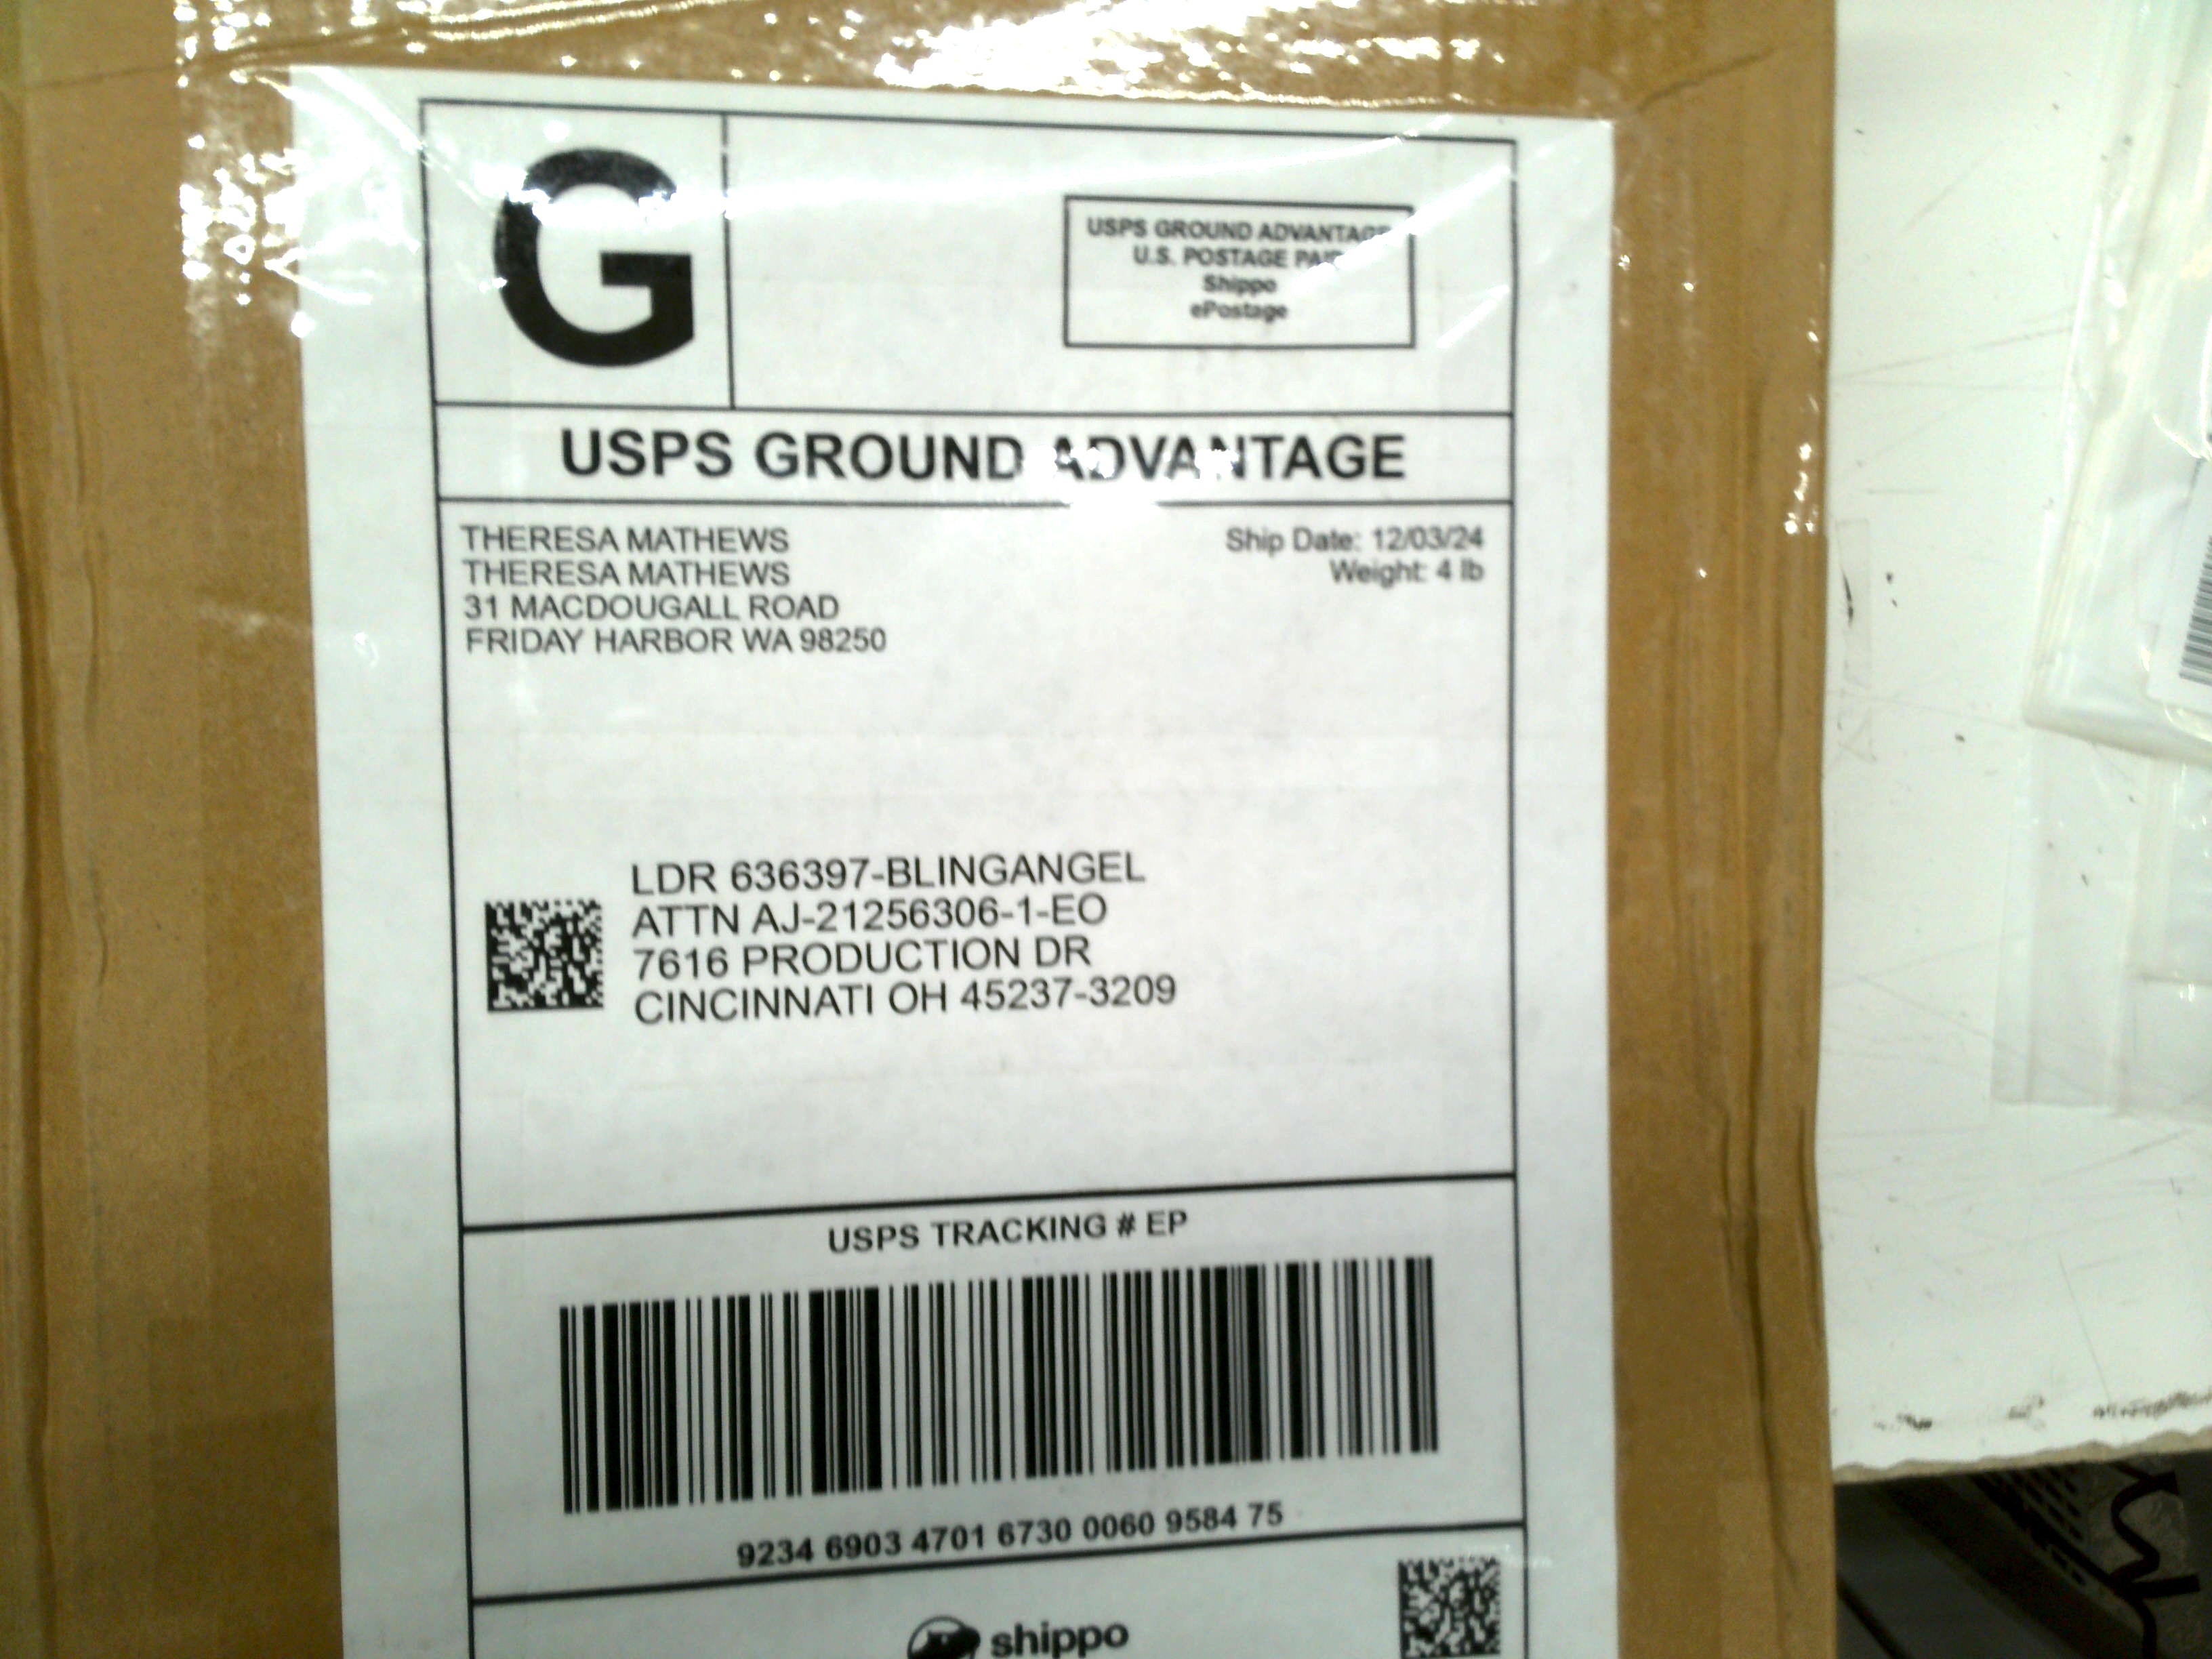 G
USPS GROUND ADVANTAGE
U.S. POSTAGE PAID
Shippo
ePostage
USPS GROUND ADVANTAGE
THERESA MATHEWS
THERESA MATHEWS
31 MACDOUGALL ROAD
FRIDAY HARBOR WA 98250
Ship Date: 12/03/24
Weight: 4 lb
LDR 636397-BLINGANGEL
ATTN AJ-21256306-1-EO
7616 PRODUCTION DR
CINCINNATI OH 45237-3209
USPS TRACKING # EP
9234 6903 4701 6730 0060 9584 75
shippo